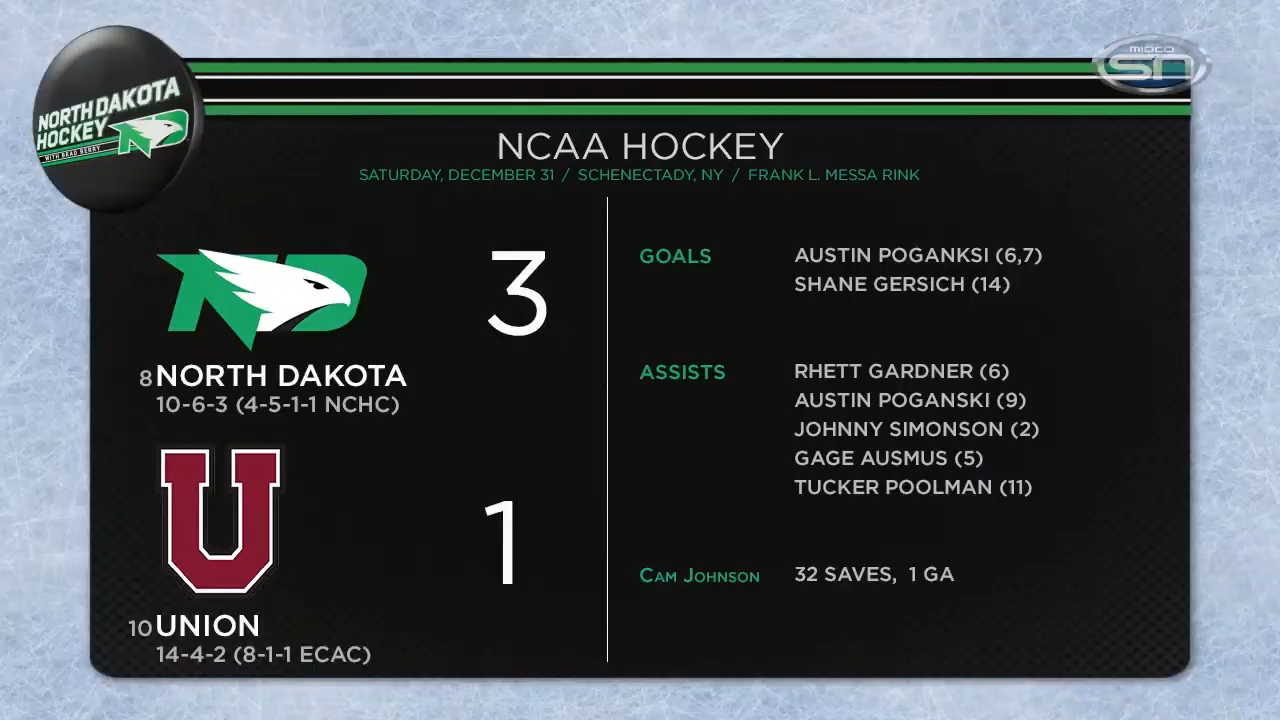 MIDCO
SN
NORTH DAKOTA
HOCKEY
WITH BRAD BERRY
NCAA HOCKEY
SATURDAY, DECEMBER 31 / SCHENECTADY, NY / FRANK L. MESSA RINK
3
8 NORTH DAKOTA
10-6-3 (4-5-1-1 NCHC)
U
1
10 UNION
14-4-2 (8-1-1 ECAC)
GOALS AUSTIN POGANKSI (6,7)
SHANE GERSICH (14)
ASSISTS RHETT GARDNER (6)
AUSTIN POGANSKI (9)
JOHNNY SIMONSON (2)
GAGE AUSMUS (5)
TUCKER POOLMAN (11)
CAM JOHNSON 32 SAVES, 1 GA